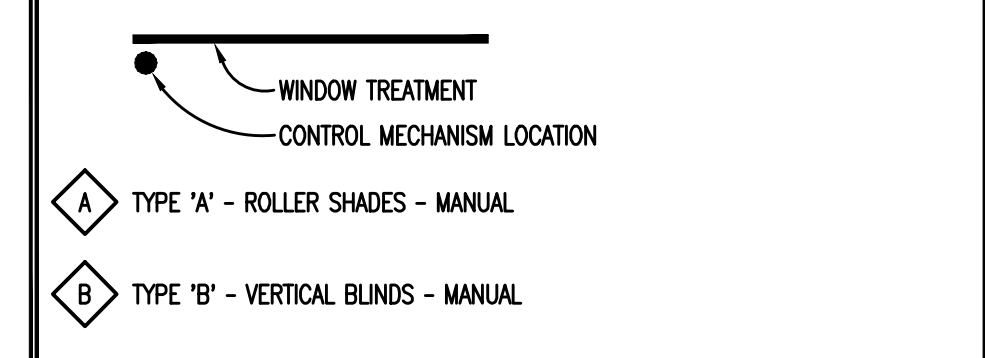 WINDOW TREATMENT
CONTROL MECHANISM LOCATION
A TYPE 'A' - ROLLER SHADES - MANUAL
B TYPE 'B' - VERTICAL BLINDS - MANUAL